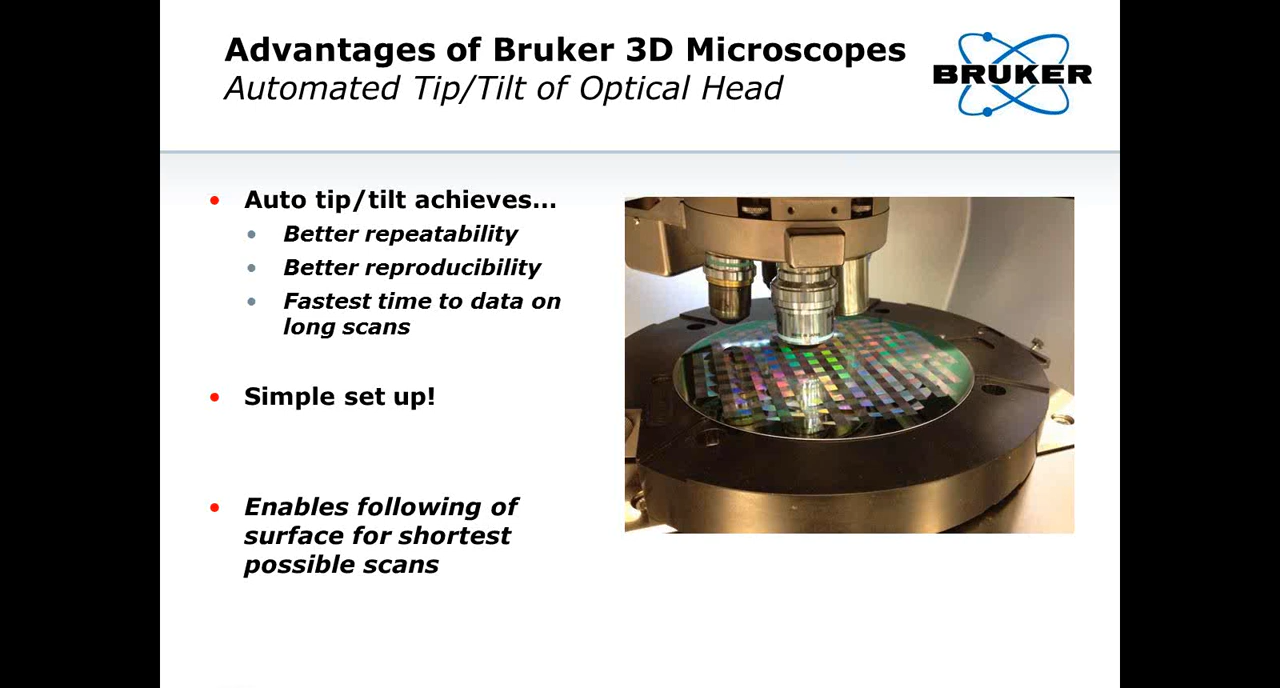 Advantages of Bruker 3D Microscopes
Automated Tip/Tilt of Optical Head
BRUKER
• Auto tip/tilt achieves…
• Better repeatability
• Better reproducibility
• Fastest time to data on
long scans
• Simple set up!
• Enables following of
surface for shortest
possible scans